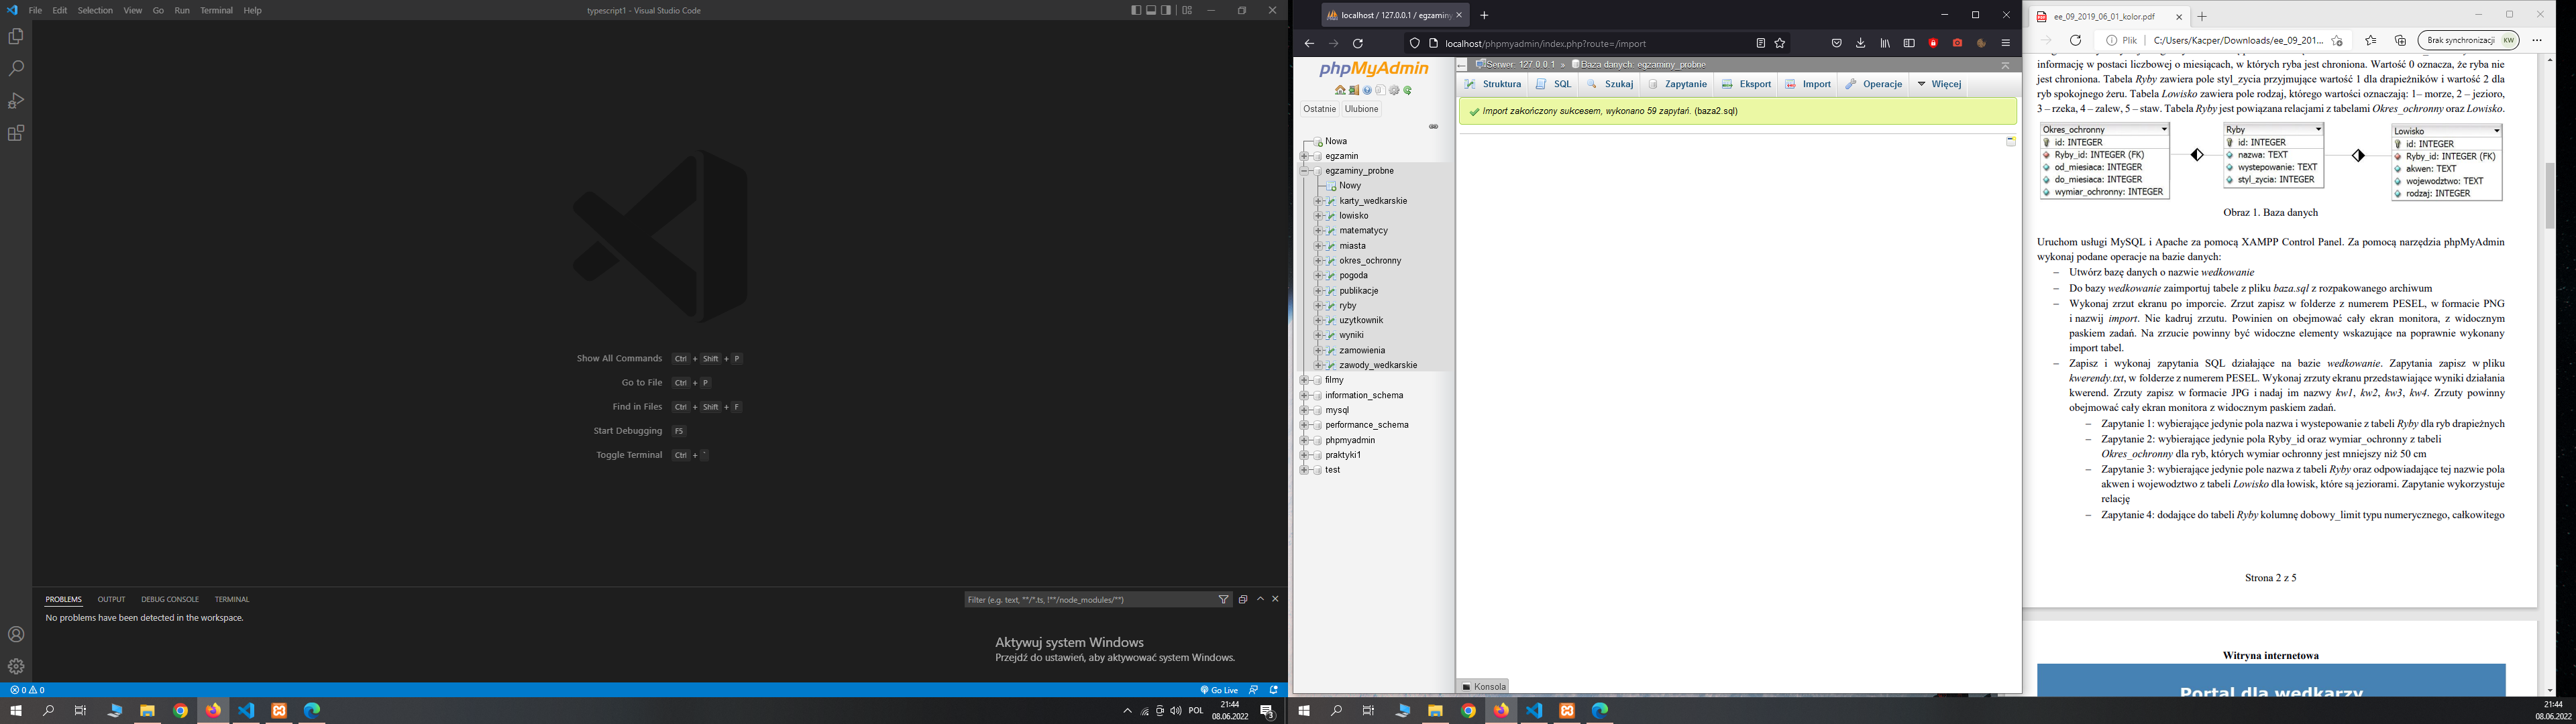 File Edit Selection View Go Run Terminal Help
typescript1 - Visual Studio Code
Show All Commands Ctrl + Shift + P
Go to File Ctrl + P
Find in Files Ctrl + Shift + F
Start Debugging F5
Toggle Terminal Ctrl + `
PROBLEMS OUTPUT DEBUG CONSOLE TERMINAL
Filter (e.g. text, **/*.ts, !**/node_modules/**)
No problems have been detected in the workspace.
Aktywuj system Windows
Przejdź do ustawień, aby aktywować system Windows.
0 0
Go Live
POL
21:44
08.06.2022
3
localhost / 127.0.0.1 / egzaminy
localhost/phpmyadmin/index.php?route=/import
phpMyAdmin
Ostatnie Ulubione
Nowa
egzamin
egzaminy_probne
Nowy
karty_wedkarskie
lowisko
matematycy
miasta
okres_ochronny
pogoda
publikacje
ryby
uzytkownik
wyniki
zamowienia
zawody_wedkarskie
filmy
information_schema
mysql
performance_schema
phpmyadmin
praktyki1
test
Serwer: 127.0.0.1 » Baza danych: egzaminy_probne
Struktura SQL Szukaj Zapytanie Eksport Import Operacje Więcej
Import zakończony sukcesem, wykonano 59 zapytań. (baza2.sql)
Konsola
ee_09_2019_06_01_kolor.pdf
Plik C:/Users/Kacper/Downloads/ee_09_201...
Brak synchronizacji KW
informację w postaci liczbowej o miesiącach, w których ryba jest chroniona. Wartość 0 oznacza, że ryba nie
jest chroniona. Tabela Ryby zawiera pole styl_zycia przyjmujące wartość 1 dla drapieżników i wartość 2 dla
ryb spokojnego żeru. Tabela Lowisko zawiera pole rodzaj, którego wartości oznaczają: 1– morze, 2 – jezioro,
3 – rzeka, 4 – zalew, 5 – staw. Tabela Ryby jest powiązana relacjami z tabelami Okres_ochronny oraz Lowisko.
Okres_ochronny
id: INTEGER
Ryby_id: INTEGER (FK)
od_miesiaca: INTEGER
do_miesiaca: INTEGER
wymiar_ochronny: INTEGER
Ryby
id: INTEGER
nazwa: TEXT
wystepowanie: TEXT
styl_zycia: INTEGER
Lowisko
id: INTEGER
Ryby_id: INTEGER (FK)
akwen: TEXT
wojewodztwo: TEXT
rodzaj: INTEGER
Obraz 1. Baza danych
Uruchom usługi MySQL i Apache za pomocą XAMPP Control Panel. Za pomocą narzędzia phpMyAdmin
wykonaj podane operacje na bazie danych:
– Utwórz bazę danych o nazwie wedkowanie
– Do bazy wedkowanie zaimportuj tabele z pliku baza.sql z rozpakowanego archiwum
– Wykonaj zrzut ekranu po imporcie. Zrzut zapisz w folderze z numerem PESEL, w formacie PNG
i nazwij import. Nie kadruj zrzutu. Powinien on obejmować cały ekran monitora, z widocznym
paskiem zadań. Na zrzucie powinny być widoczne elementy wskazujące na poprawnie wykonany
import tabel.
– Zapisz i wykonaj zapytania SQL działające na bazie wedkowanie. Zapytania zapisz w pliku
kwerendy.txt, w folderze z numerem PESEL. Wykonaj zrzuty ekranu przedstawiające wyniki działania
kwerend. Zrzuty zapisz w formacie JPG i nadaj im nazwy kw1, kw2, kw3, kw4. Zrzuty powinny
obejmować cały ekran monitora z widocznym paskiem zadań.
– Zapytanie 1: wybierające jedynie pola nazwa i wystepowanie z tabeli Ryby dla ryb drapieżnych
– Zapytanie 2: wybierające jedynie pola Ryby_id oraz wymiar_ochronny z tabeli
Okres_ochronny dla ryb, których wymiar ochronny jest mniejszy niż 50 cm
– Zapytanie 3: wybierające jedynie pole nazwa z tabeli Ryby oraz odpowiadające tej nazwie pola
akwen i wojewodztwo z tabeli Lowisko dla łowisk, które są jeziorami. Zapytanie wykorzystuje
relację
– Zapytanie 4: dodające do tabeli Ryby kolumnę dobowy_limit typu numerycznego, całkowitego
Strona 2 z 5
Witryna internetowa
Portal dla wędkarzy
21:44
08.06.2022